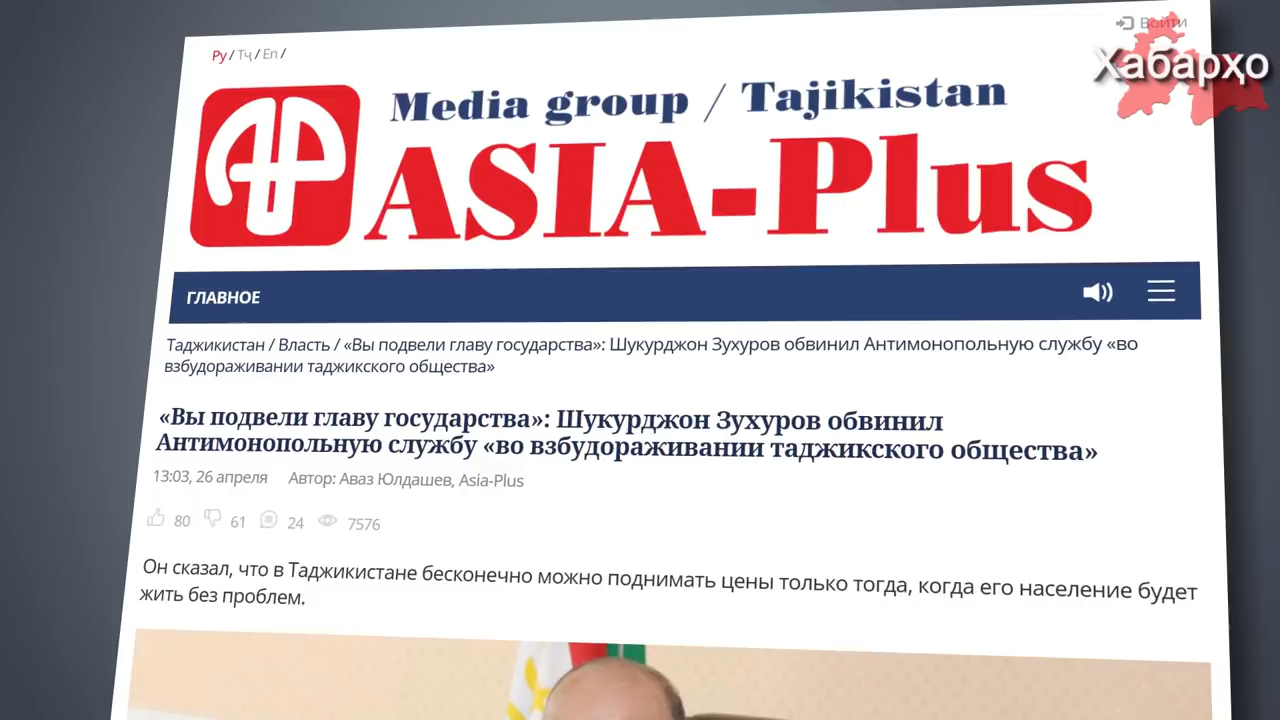 Войти
Хабарҳо
Ру / Тҷ / En /
Media group / Tajikistan
ASIA-Plus
ГЛАВНОЕ
Таджикистан / Власть / «Вы подвели главу государства»: Шукурджон Зухуров обвинил Антимонопольную службу «во
взбудораживании таджикского общества»
«Вы подвели главу государства»: Шукурджон Зухуров обвинил
Антимонопольную службу «во взбудораживании таджикского общества»
13:03, 26 апреля Автор: Аваз Юлдашев, Asia-Plus
80 61 24 7576
Он сказал, что в Таджикистане бесконечно можно поднимать цены только тогда, когда его население будет
жить без проблем.